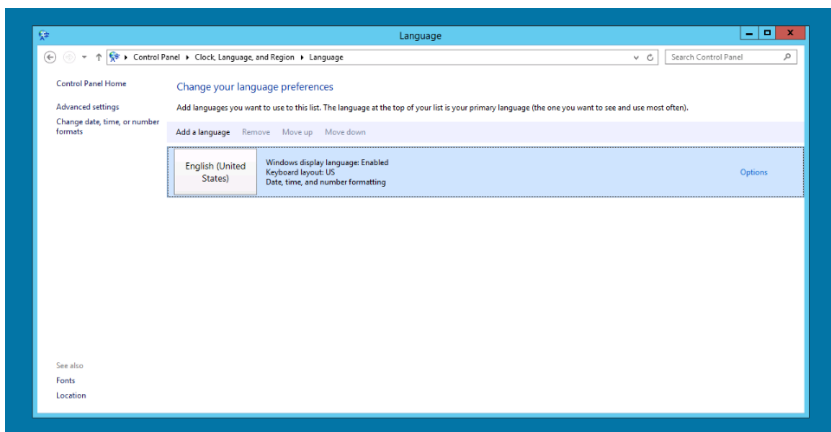 Language
Control Panel ▸ Clock, Language, and Region ▸ Language
Search Control Panel
Control Panel Home
Advanced settings
Change date, time, or number
formats
Change your language preferences
Add languages you want to use to this list. The language at the top of your list is your primary language (the one you want to see and use most often).
Add a language Remove Move up Move down
English (United
States)
Windows display language: Enabled
Keyboard layout: US
Date, time, and number formatting
Options
See also
Fonts
Location